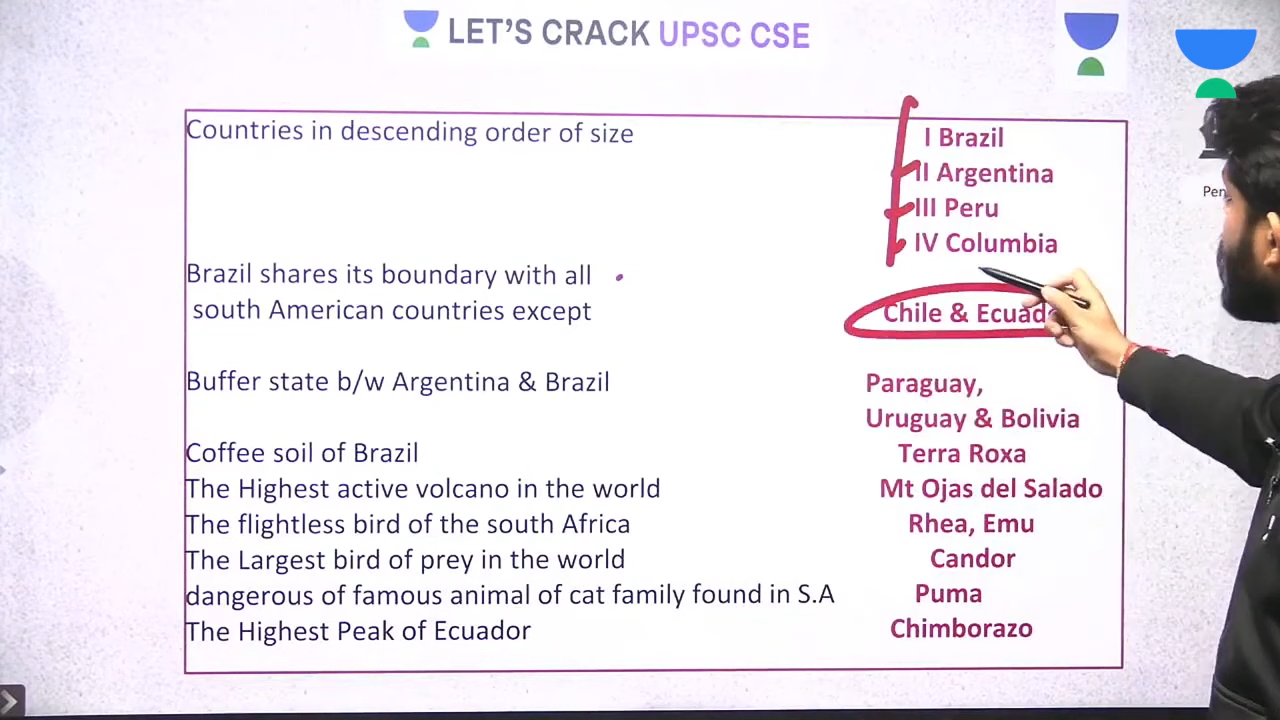 LET'S CRACK UPSC CSE
Countries in descending order of size
I Brazil
II Argentina
III Peru
IV Columbia
Brazil shares its boundary with all
south American countries except
Chile & Ecuad
Buffer state b/w Argentina & Brazil
Paraguay,
Uruguay & Bolivia
Coffee soil of Brazil
Terra Roxa
The Highest active volcano in the world
Mt Ojas del Salado
The flightless bird of the south Africa
Rhea, Emu
The Largest bird of prey in the world
Candor
dangerous of famous animal of cat family found in S.A
Puma
The Highest Peak of Ecuador
Chimborazo
Pen